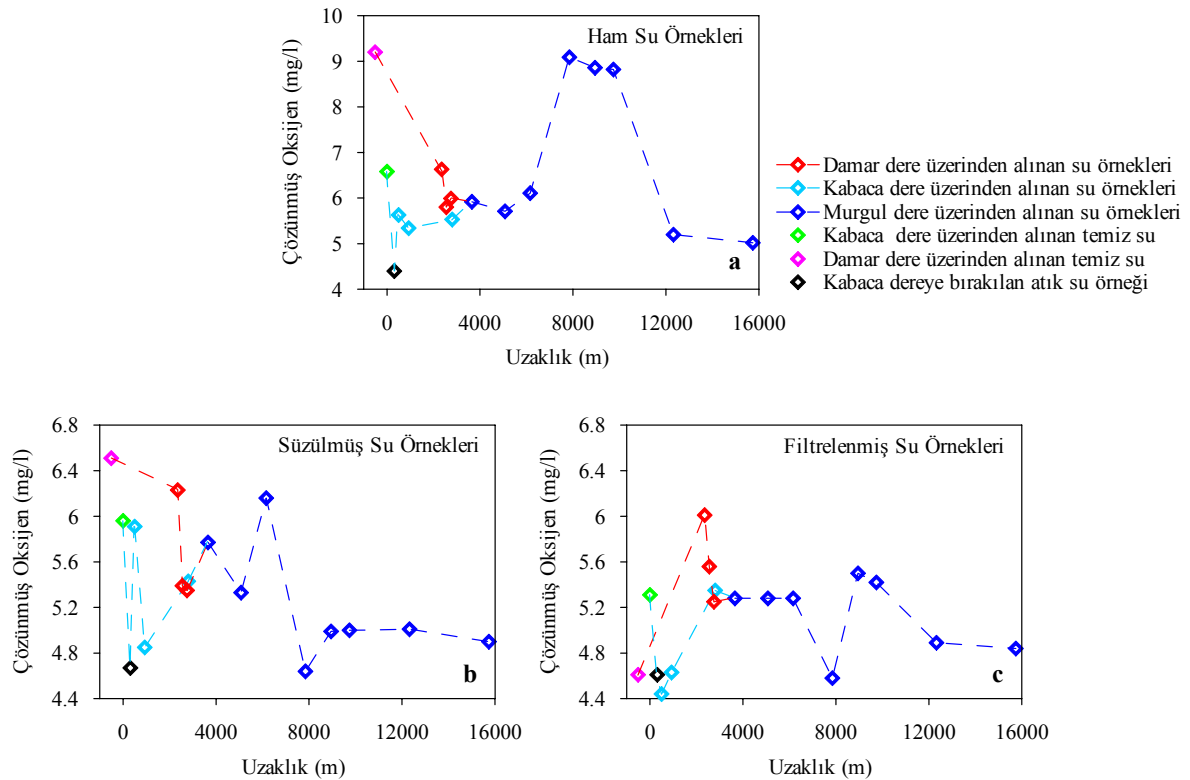 Ham Su Örnekleri
Çözünmüş Oksijen (mg/l)
10
9
8
7
6
5
4
a
0
4000
8000
12000
16000
Uzaklık (m)
Damar dere üzerinden alınan su örnekleri
Kabaca dere üzerinden alınan su örnekleri
Murgul dere üzerinden alınan su örnekleri
Kabaca dere üzerinden alınan temiz su
Damar dere üzerinden alınan temiz su
Kabaca dereye bırakılan atık su örneği
Süzülmüş Su Örnekleri
Çözünmüş Oksijen (mg/l)
6.8
6.4
6
5.6
5.2
4.8
4.4
b
0
4000
8000
12000
16000
Uzaklık (m)
Filtrelenmiş Su Örnekleri
Çözünmüş Oksijen (mg/l)
6.8
6.4
6
5.6
5.2
4.8
4.4
c
0
4000
8000
12000
16000
Uzaklık (m)